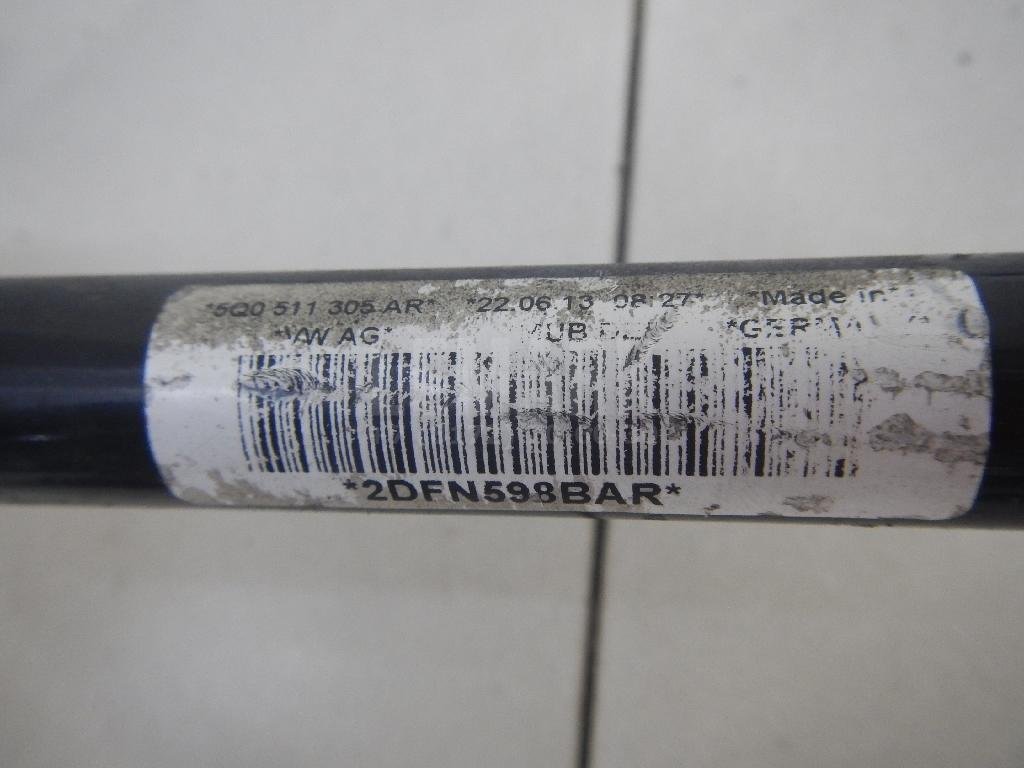 *5Q0 511 305 AR* *22.06.13 08:27* *Made in*
*VW AG*
*2DFN598BAR*